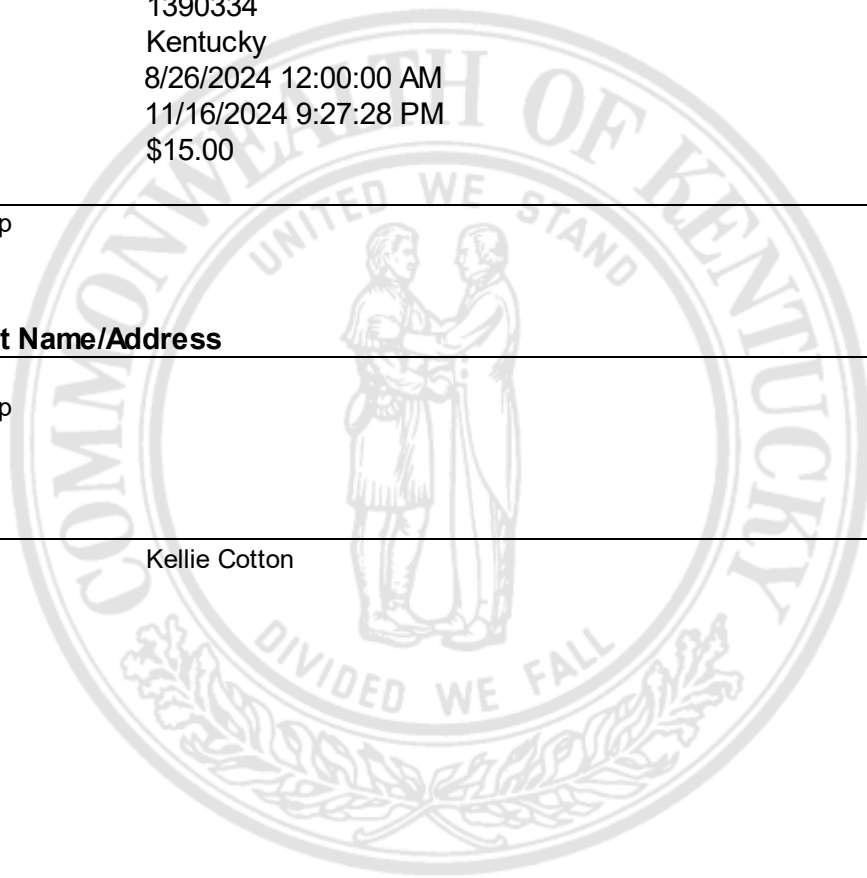 1390334
Kentucky
8/26/2024 12:00:00 AM
11/16/2024 9:27:28 PM
$15.00
p
t Name/Address
p
Kellie Cotton
COMMONWEALTH OF KENTUCKY
UNITED WE STAND
DIVIDED WE FALL